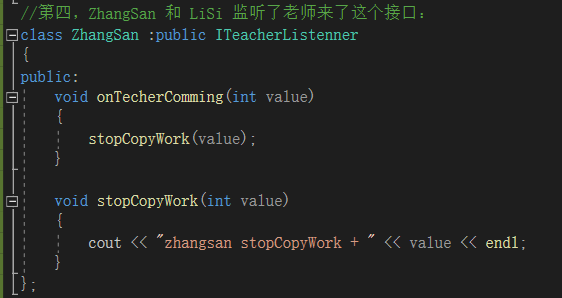 //第四，ZhangSan 和 LiSi 监听了老师来了这个接口：
class ZhangSan :public ITeacherListenner
{
public:
    void onTecherComming(int value)
    {
        stopCopyWork(value);
    }

    void stopCopyWork(int value)
    {
        cout << "zhangsan stopCopyWork + " << value << endl;
    }
};